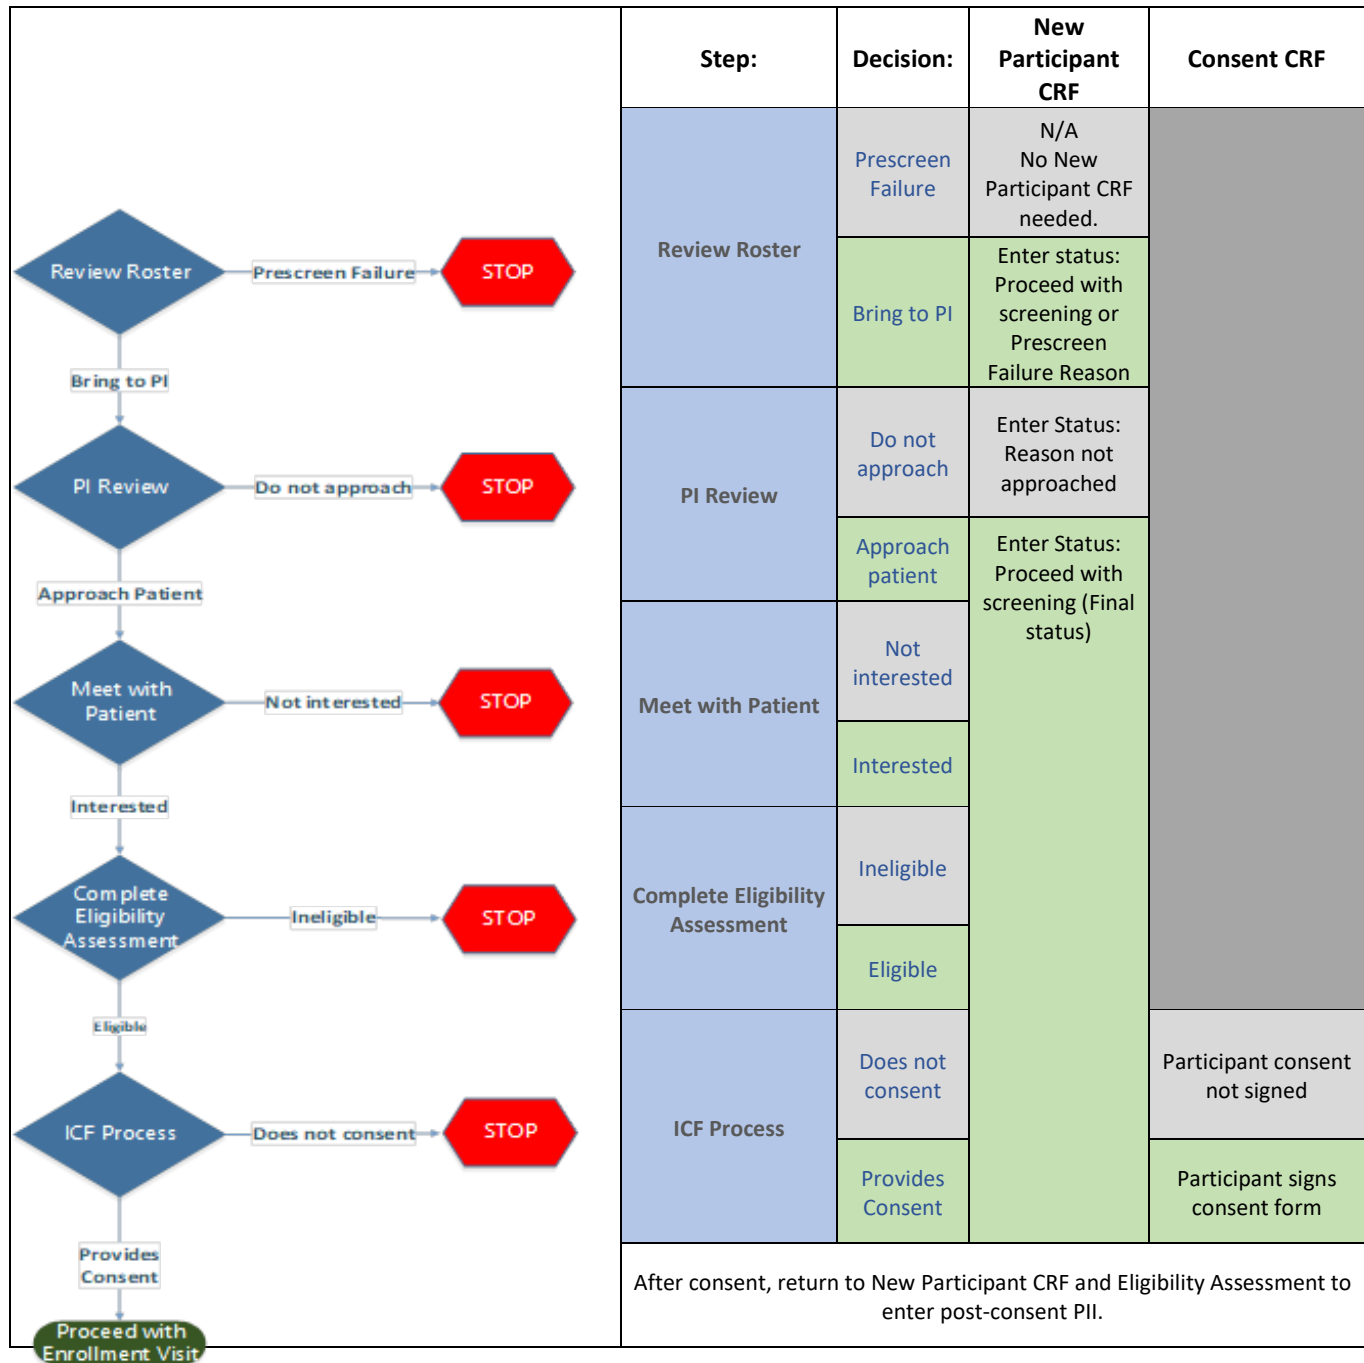 Review Roster
Prescreen Failure
STOP
Bring to PI
PI Review
Do not approach
STOP
Approach Patient
Meet with
Patient
Not interested
STOP
Interested
Complete
Eligibility
Assessment
Ineligible
STOP
Eligible
ICF Process
Does not consent
STOP
Provides
Consent
Proceed with
Enrollment Visit
Step:
Decision:
New
Participant
CRF
Consent CRF
Review Roster
Prescreen
Failure
N/A
No New
Participant CRF
needed.
Bring to PI
Enter status:
Proceed with
screening or
Prescreen
Failure Reason
PI Review
Do not
approach
Enter Status:
Reason not
approached
Approach
patient
Enter Status:
Proceed with
screening (Final
status)
Meet with Patient
Not
interested
Interested
Complete Eligibility
Assessment
Ineligible
Eligible
ICF Process
Does not
consent
Participant consent
not signed
Provides
Consent
Participant signs
consent form
After consent, return to New Participant CRF and Eligibility Assessment to
enter post-consent PII.